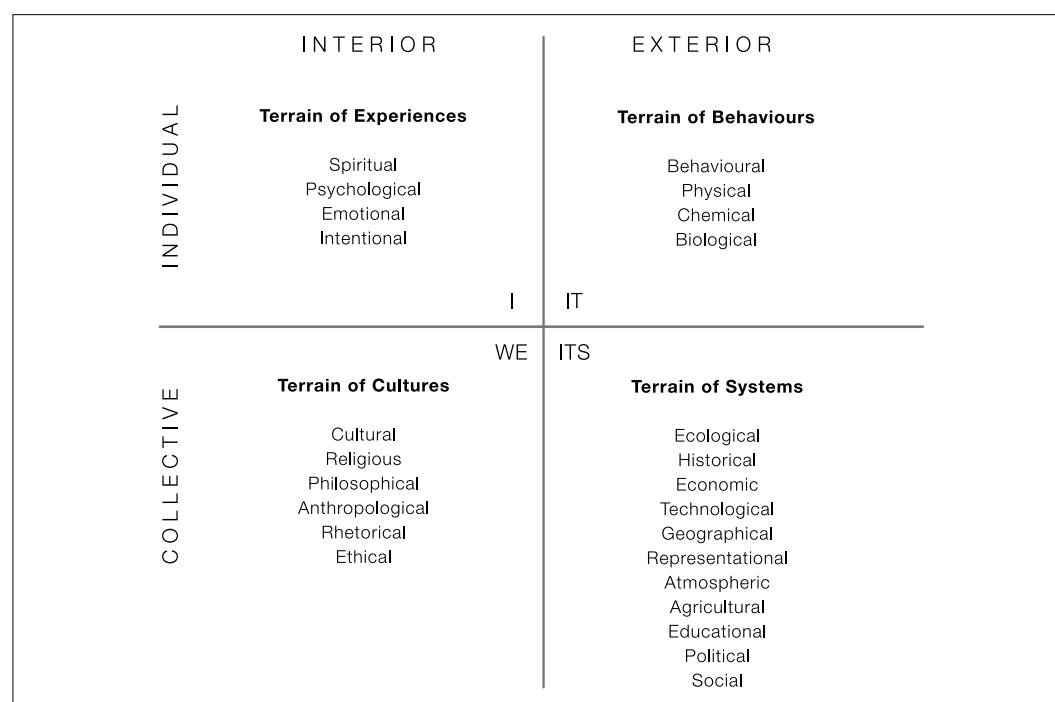 INTERIOR
EXTERIOR
INDIVIDUAL
Terrain of Experiences
Spiritual
Psychological
Emotional
Intentional
I
Terrain of Behaviours
Behavioural
Physical
Chemical
Biological
IT
COLLECTIVE
WE
Terrain of Cultures
Cultural
Religious
Philosophical
Anthropological
Rhetorical
Ethical
ITS
Terrain of Systems
Ecological
Historical
Economic
Technological
Geographical
Representational
Atmospheric
Agricultural
Educational
Political
Social